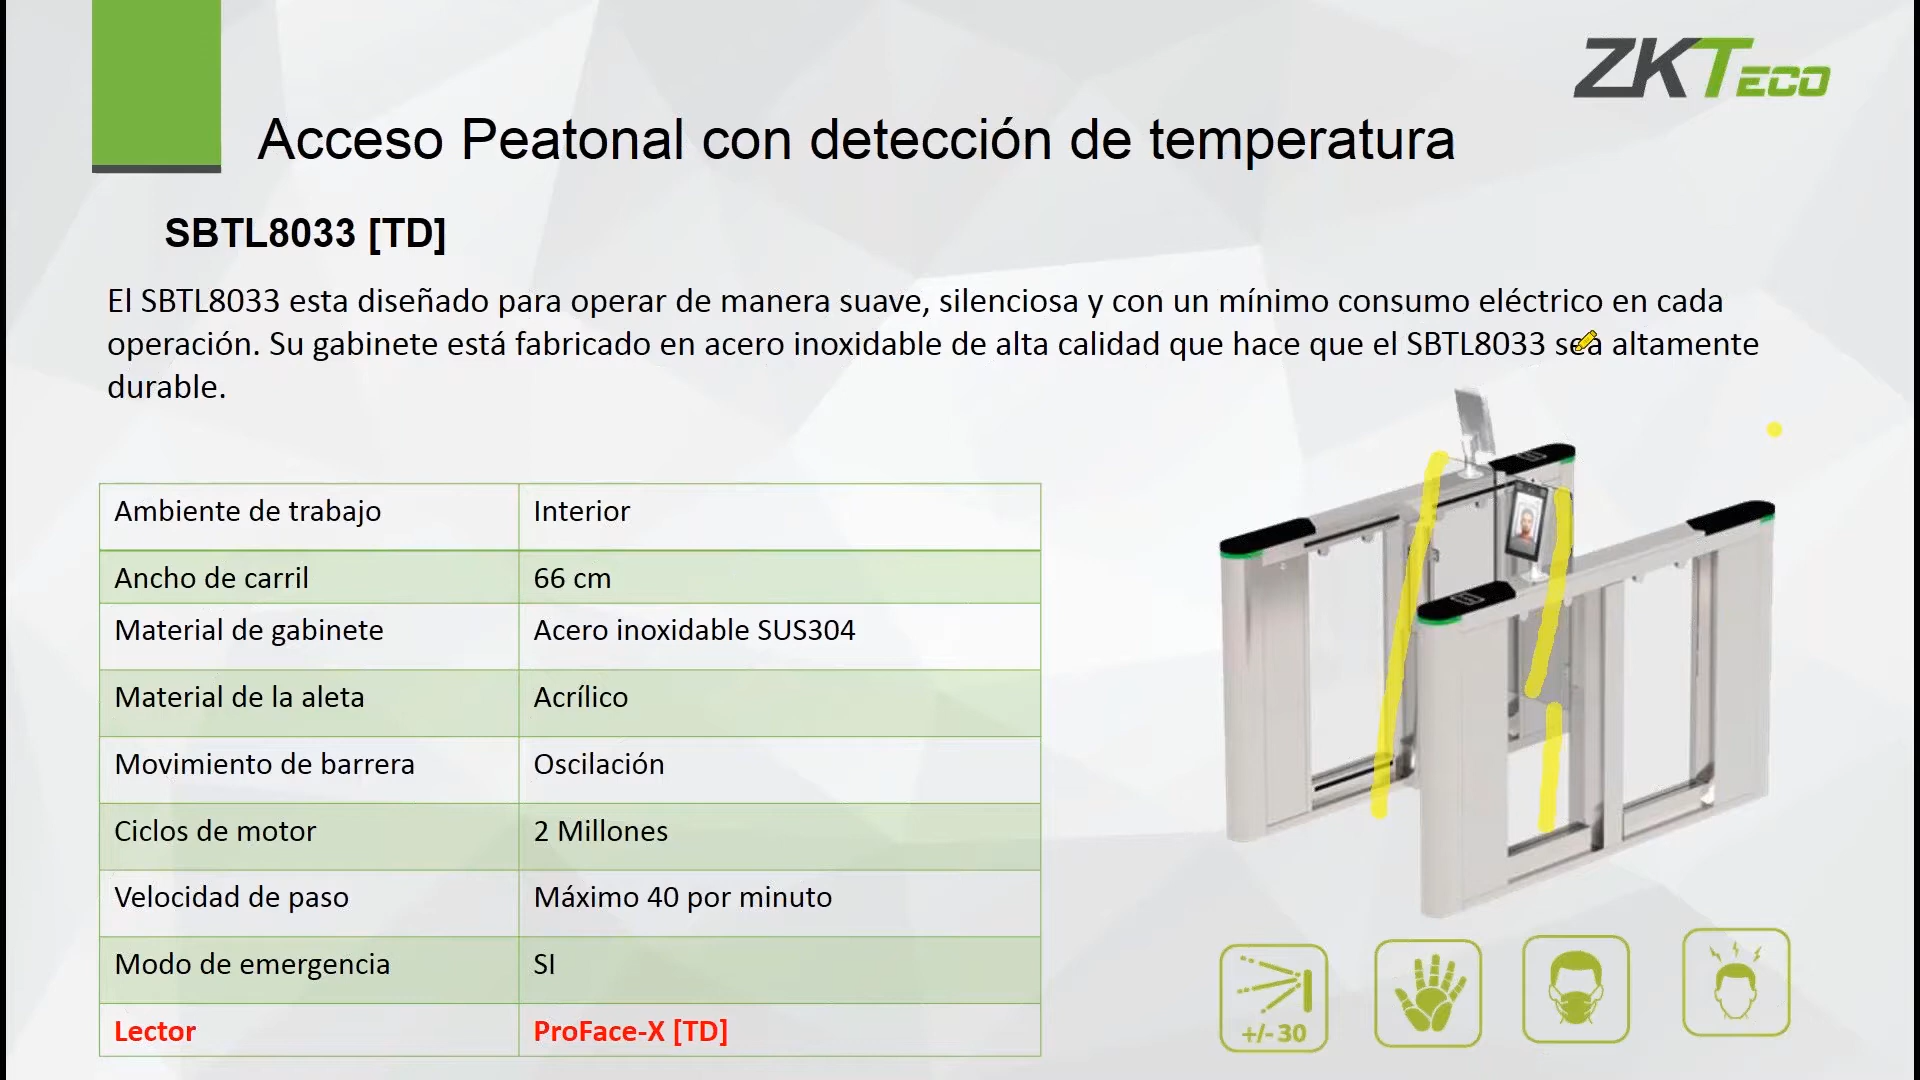 ZKTeco
Acceso Peatonal con detección de temperatura
SBTL8033 [TD]
El SBTL8033 esta diseñado para operar de manera suave, silenciosa y con un mínimo consumo eléctrico en cada
operación. Su gabinete está fabricado en acero inoxidable de alta calidad que hace que el SBTL8033 sea altamente
durable.
Ambiente de trabajo Interior
Ancho de carril 66 cm
Material de gabinete Acero inoxidable SUS304
Material de la aleta Acrílico
Movimiento de barrera Oscilación
Ciclos de motor 2 Millones
Velocidad de paso Máximo 40 por minuto
Modo de emergencia SI
Lector ProFace-X [TD]
+/- 30